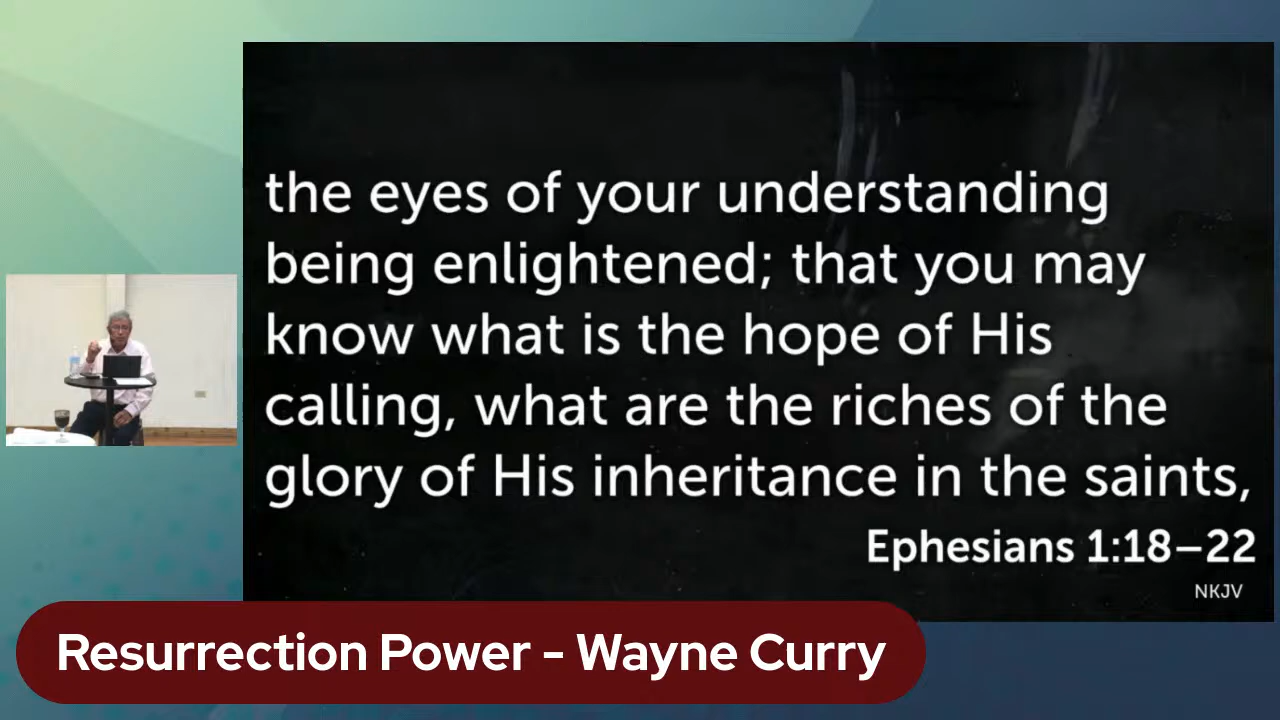 the eyes of your understanding
being enlightened; that you may
know what is the hope of His
calling, what are the riches of the
glory of His inheritance in the saints,
Ephesians 1:18–22
NKJV
Resurrection Power - Wayne Curry